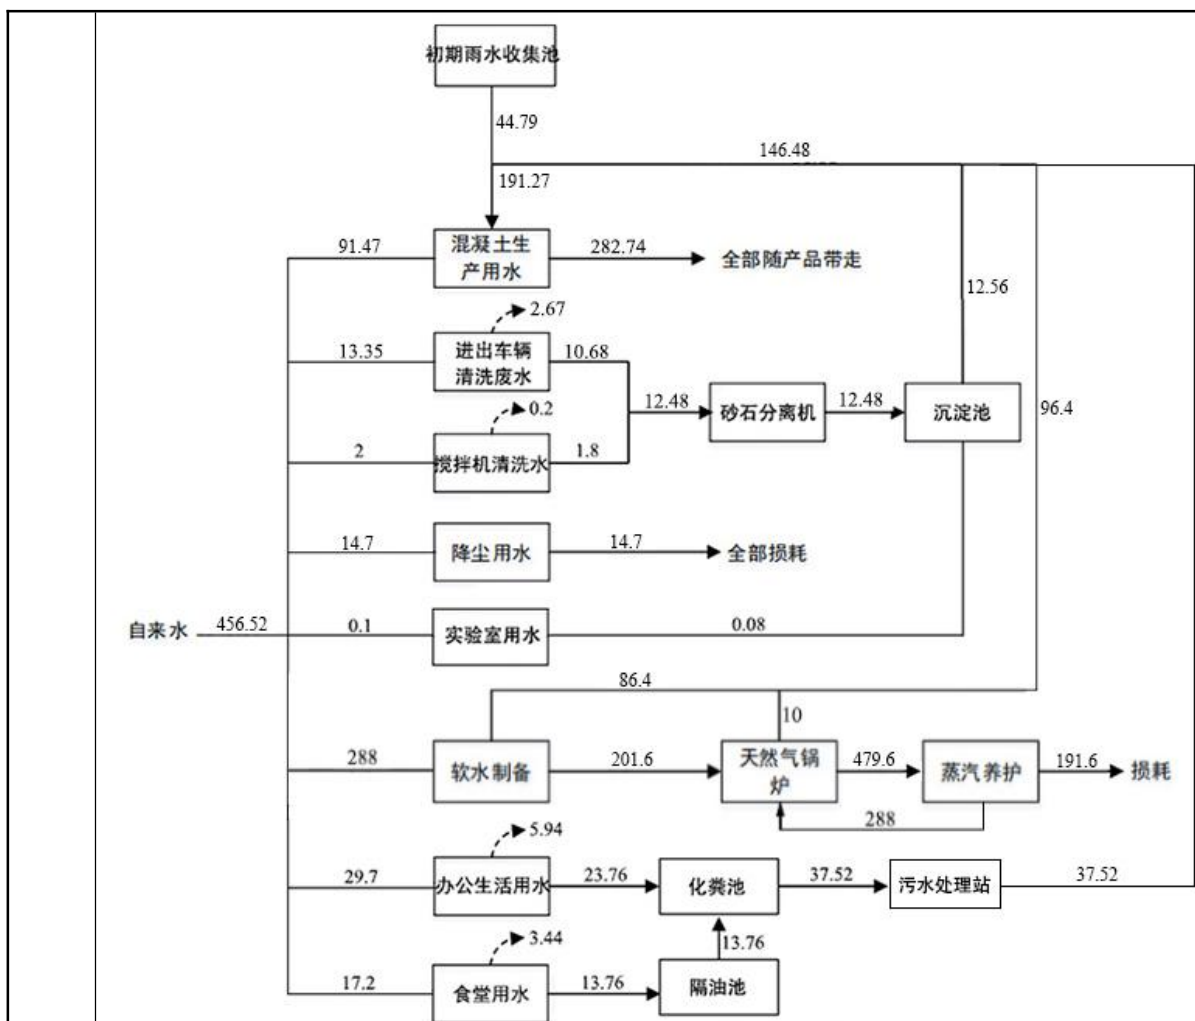 初期雨水收集池
44.79
146.48
191.27
91.47
混凝土生
产用水
282.74
全部随产品带走
12.56
2.67
13.35
进出车辆
清洗废水
10.68
0.2
12.48
砂石分离机
12.48
沉淀池
96.4
2
搅拌机清洗水
1.8
14.7
降尘用水
14.7
全部损耗
自来水
456.52
0.1
实验室用水
0.08
86.4
10
288
软水制备
201.6
天然气锅
炉
479.6
蒸汽养护
191.6
损耗
288
5.94
29.7
办公生活用水
23.76
化粪池
37.52
污水处理站
37.52
3.44
13.76
17.2
食堂用水
13.76
隔油池